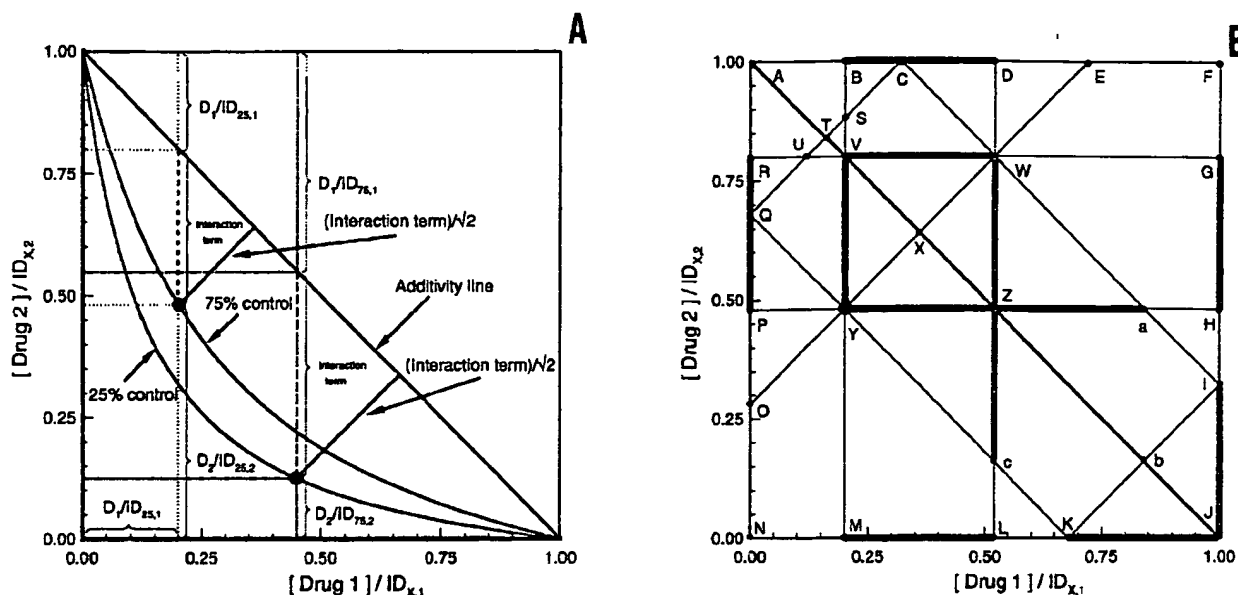 A
1.00
0.75
0.50
0.25
0.00
0.00
0.25
0.50
0.75
1.00
[ Drug 2 ] / ID_X,2
[ Drug 1 ] / ID_X,1
D₁/ID₂₅,₁
D₁/ID₇₅,₁
Interaction
term
(Interaction term)/√2
75% control
Additivity line
25% control
Interaction
term
(Interaction term)/√2
D₂/ID₂₅,₂
D₁/ID₂₅,₁
D₂/ID₇₅,₂
1.00
0.75
0.50
0.25
0.00
0.00
0.25
0.50
0.75
1.00
[ Drug 2 ] / ID_X,2
[ Drug 1 ] / ID_X,1
A
B
C
D
E
F
T
S
U
V
R
W
G
Q
X
P
Y
Z
a
H
O
I
c
b
N
M
L
K
J